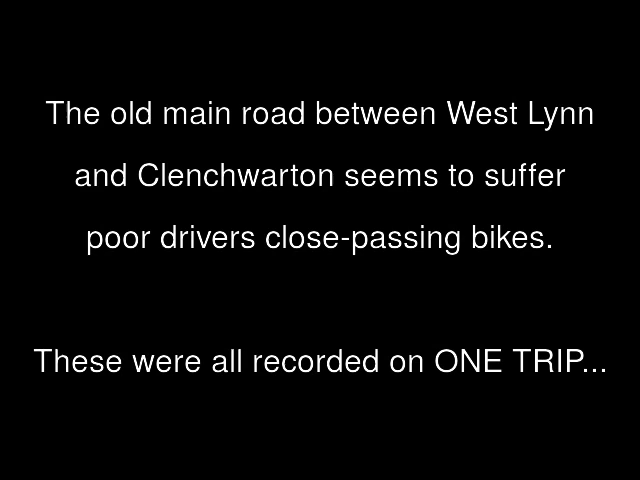 The old main road between West Lynn
and Clenchwarton seems to suffer
poor drivers close-passing bikes.
These were all recorded on ONE TRIP...